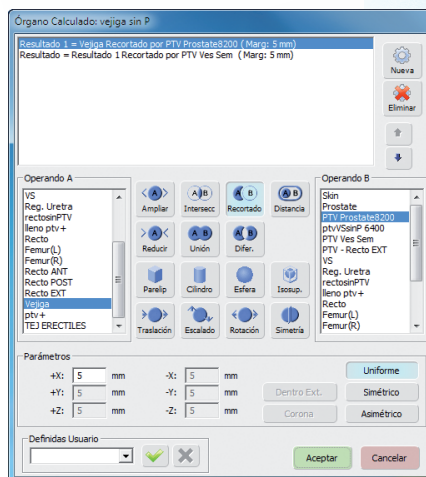 Órgano Calculado: vejiga sin P
Resultado 1 = Vejiga Recortado por PTV Prostate8200 ( Marg: 5 mm)
Resultado = Resultado 1 Recortado por PTV Ves Sem ( Marg: 5 mm)
Nueva
Eliminar
Operando A
VS
Reg. Uretra
rectosinPTV
lleno ptv+
Recto
Femur(L)
Femur(R)
Recto ANT
Recto POST
Recto EXT
Vejiga
ptv+
TEJ ERECTILES
Ampliar
Intersecc
Recortado
Distancia
Reducir
Unión
Difer.
Parelip
Cilindro
Esfera
Isosup.
Traslación
Escalado
Rotación
Simetría
Operando B
Skin
Prostate
PTV Prostate8200
ptvVSsinP 6400
PTV Ves Sem
PTV - Recto EXT
VS
Reg. Uretra
rectosinPTV
lleno ptv+
Recto
Femur(L)
Femur(R)
Parámetros
+X: 5 mm -X: 5 mm
+Y: 5 mm -Y: 5 mm
+Z: 5 mm -Z: 5 mm
Dentro Ext.
Corona
Uniforme
Simétrico
Asimétrico
Definidas Usuario
Aceptar
Cancelar